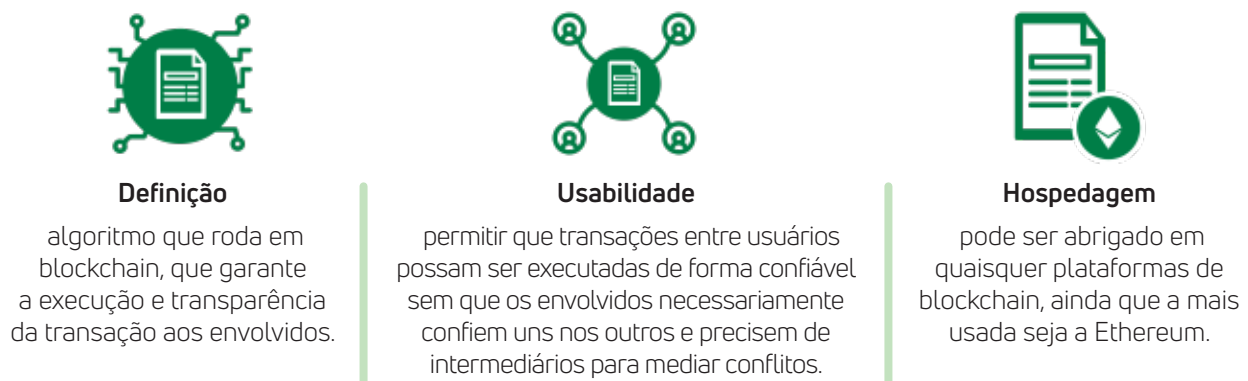 Definição
algoritmo que roda em
blockchain, que garante
a execução e transparência
da transação aos envolvidos.
Usabilidade
permitir que transações entre usuários
possam ser executadas de forma confiável
sem que os envolvidos necessariamente
confiem uns nos outros e precisem de
intermediários para mediar conflitos.
Hospedagem
pode ser abrigado em
quaisquer plataformas de
blockchain, ainda que a mais
usada seja a Ethereum.